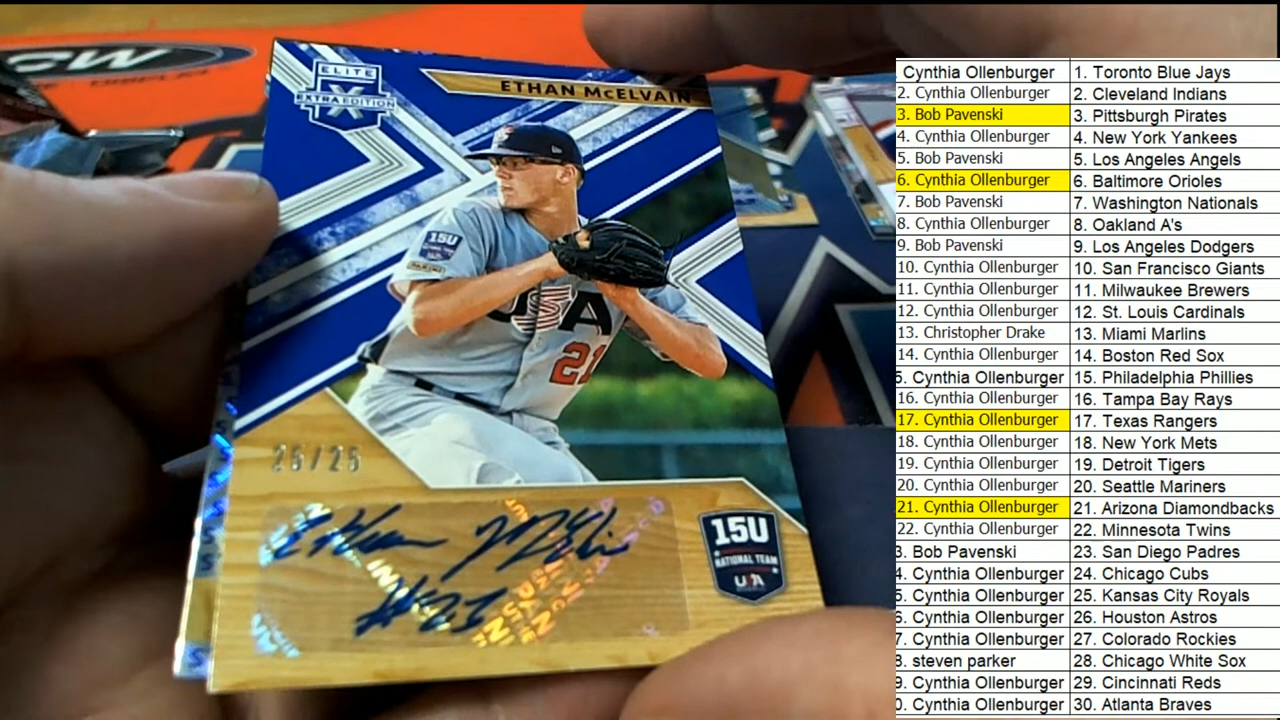 CW
DISPLAY
ELITE
X
EXTRA EDITION
ETHAN McELVAIN
15U
PANINI
USA
21
25/25
Ethan McElvain
#21
15U
NATIONAL TEAM
USA
Cynthia Ollenburger 1. Toronto Blue Jays
2. Cynthia Ollenburger 2. Cleveland Indians
3. Bob Pavenski 3. Pittsburgh Pirates
4. Cynthia Ollenburger 4. New York Yankees
5. Bob Pavenski 5. Los Angeles Angels
6. Cynthia Ollenburger 6. Baltimore Orioles
7. Bob Pavenski 7. Washington Nationals
8. Cynthia Ollenburger 8. Oakland A's
9. Bob Pavenski 9. Los Angeles Dodgers
10. Cynthia Ollenburger 10. San Francisco Giants
11. Cynthia Ollenburger 11. Milwaukee Brewers
12. Cynthia Ollenburger 12. St. Louis Cardinals
13. Christopher Drake 13. Miami Marlins
14. Cynthia Ollenburger 14. Boston Red Sox
5. Cynthia Ollenburger 15. Philadelphia Phillies
16. Cynthia Ollenburger 16. Tampa Bay Rays
17. Cynthia Ollenburger 17. Texas Rangers
18. Cynthia Ollenburger 18. New York Mets
19. Cynthia Ollenburger 19. Detroit Tigers
20. Cynthia Ollenburger 20. Seattle Mariners
21. Cynthia Ollenburger 21. Arizona Diamondbacks
22. Cynthia Ollenburger 22. Minnesota Twins
3. Bob Pavenski 23. San Diego Padres
4. Cynthia Ollenburger 24. Chicago Cubs
5. Cynthia Ollenburger 25. Kansas City Royals
6. Cynthia Ollenburger 26. Houston Astros
7. Cynthia Ollenburger 27. Colorado Rockies
8. steven parker 28. Chicago White Sox
9. Cynthia Ollenburger 29. Cincinnati Reds
0. Cynthia Ollenburger 30. Atlanta Braves